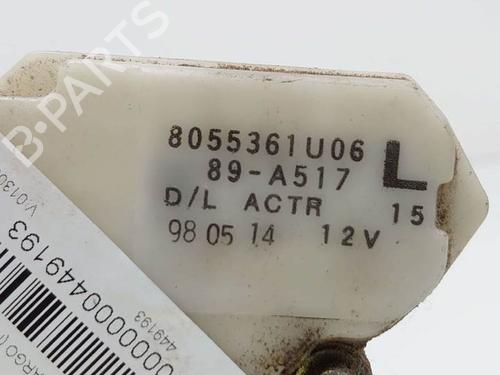 B-PARTS
8055361U06
89-A517
L
D/L ACTR
15
98 05 14 12V
449193